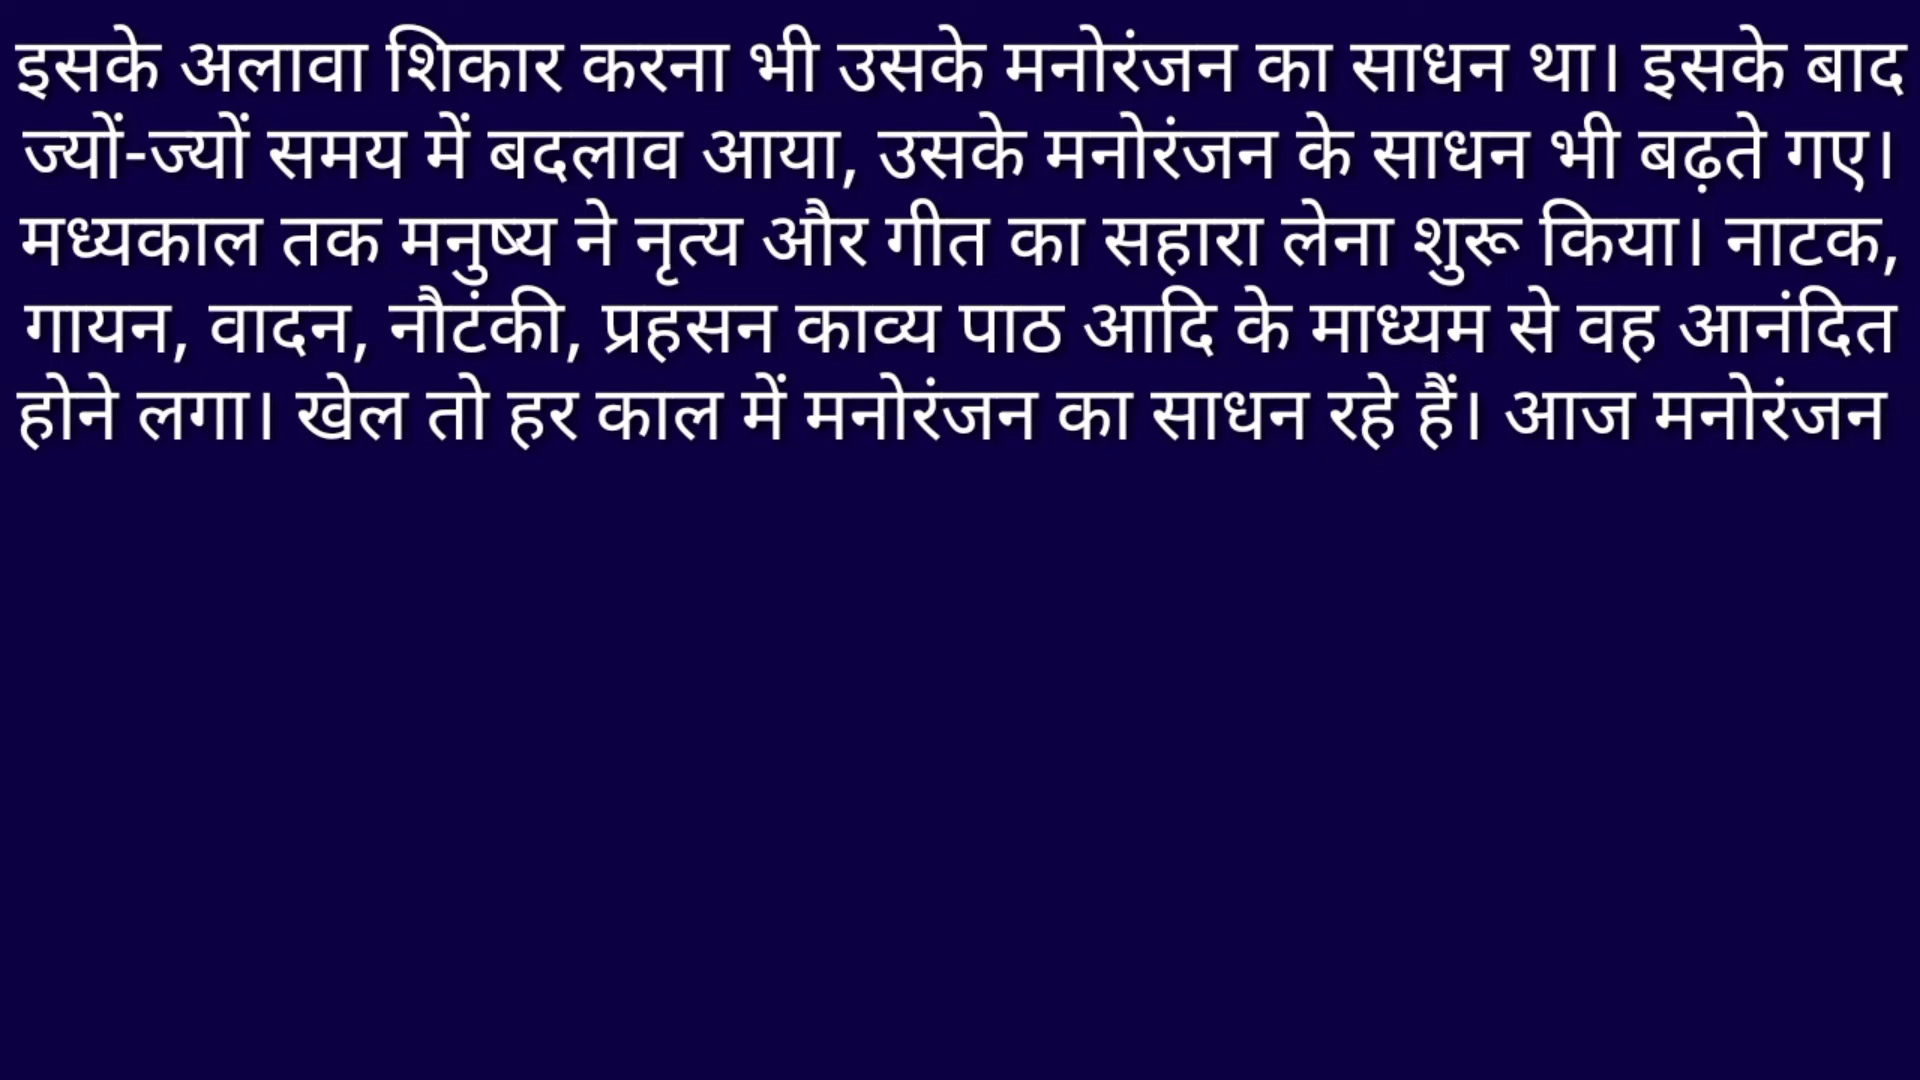 इसके अलावा शिकार करना भी उसके मनोरंजन का साधन था। इसके बाद
ज्यों-ज्यों समय में बदलाव आया, उसके मनोरंजन के साधन भी बढ़ते गए।
मध्यकाल तक मनुष्य ने नृत्य और गीत का सहारा लेना शुरू किया। नाटक,
गायन, वादन, नौटंकी, प्रहसन काव्य पाठ आदि के माध्यम से वह आनंदित
होने लगा। खेल तो हर काल में मनोरंजन का साधन रहे हैं। आज मनोरंजन